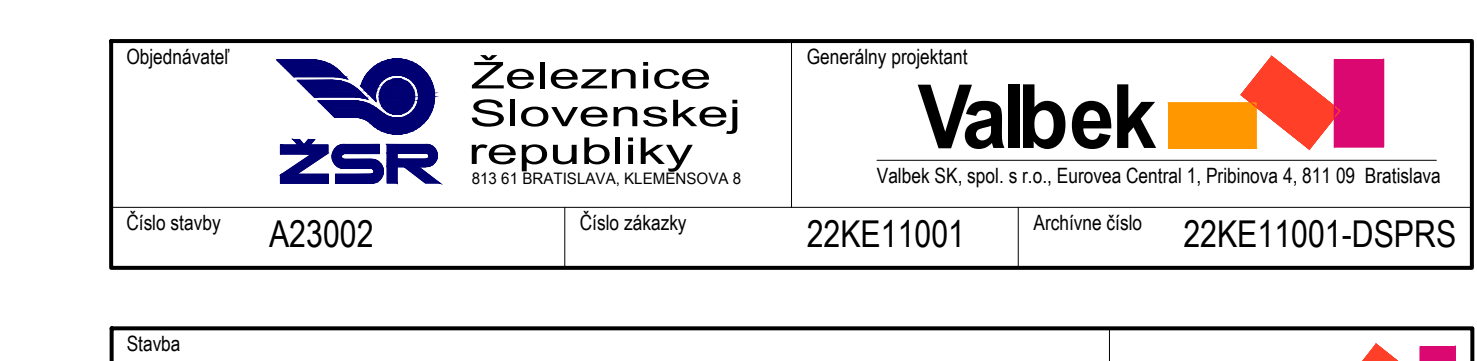 Objednávateľ
Železnice
Slovenskej
republiky
ŽSR
813 61 BRATISLAVA, KLEMENSOVA 8
Generálny projektant
Valbek
Valbek SK, spol. s r.o., Eurovea Central 1, Pribinova 4, 811 09 Bratislava
Číslo stavby A23002
Číslo zákazky 22KE11001
Archívne číslo 22KE11001-DSPRS
Stavba